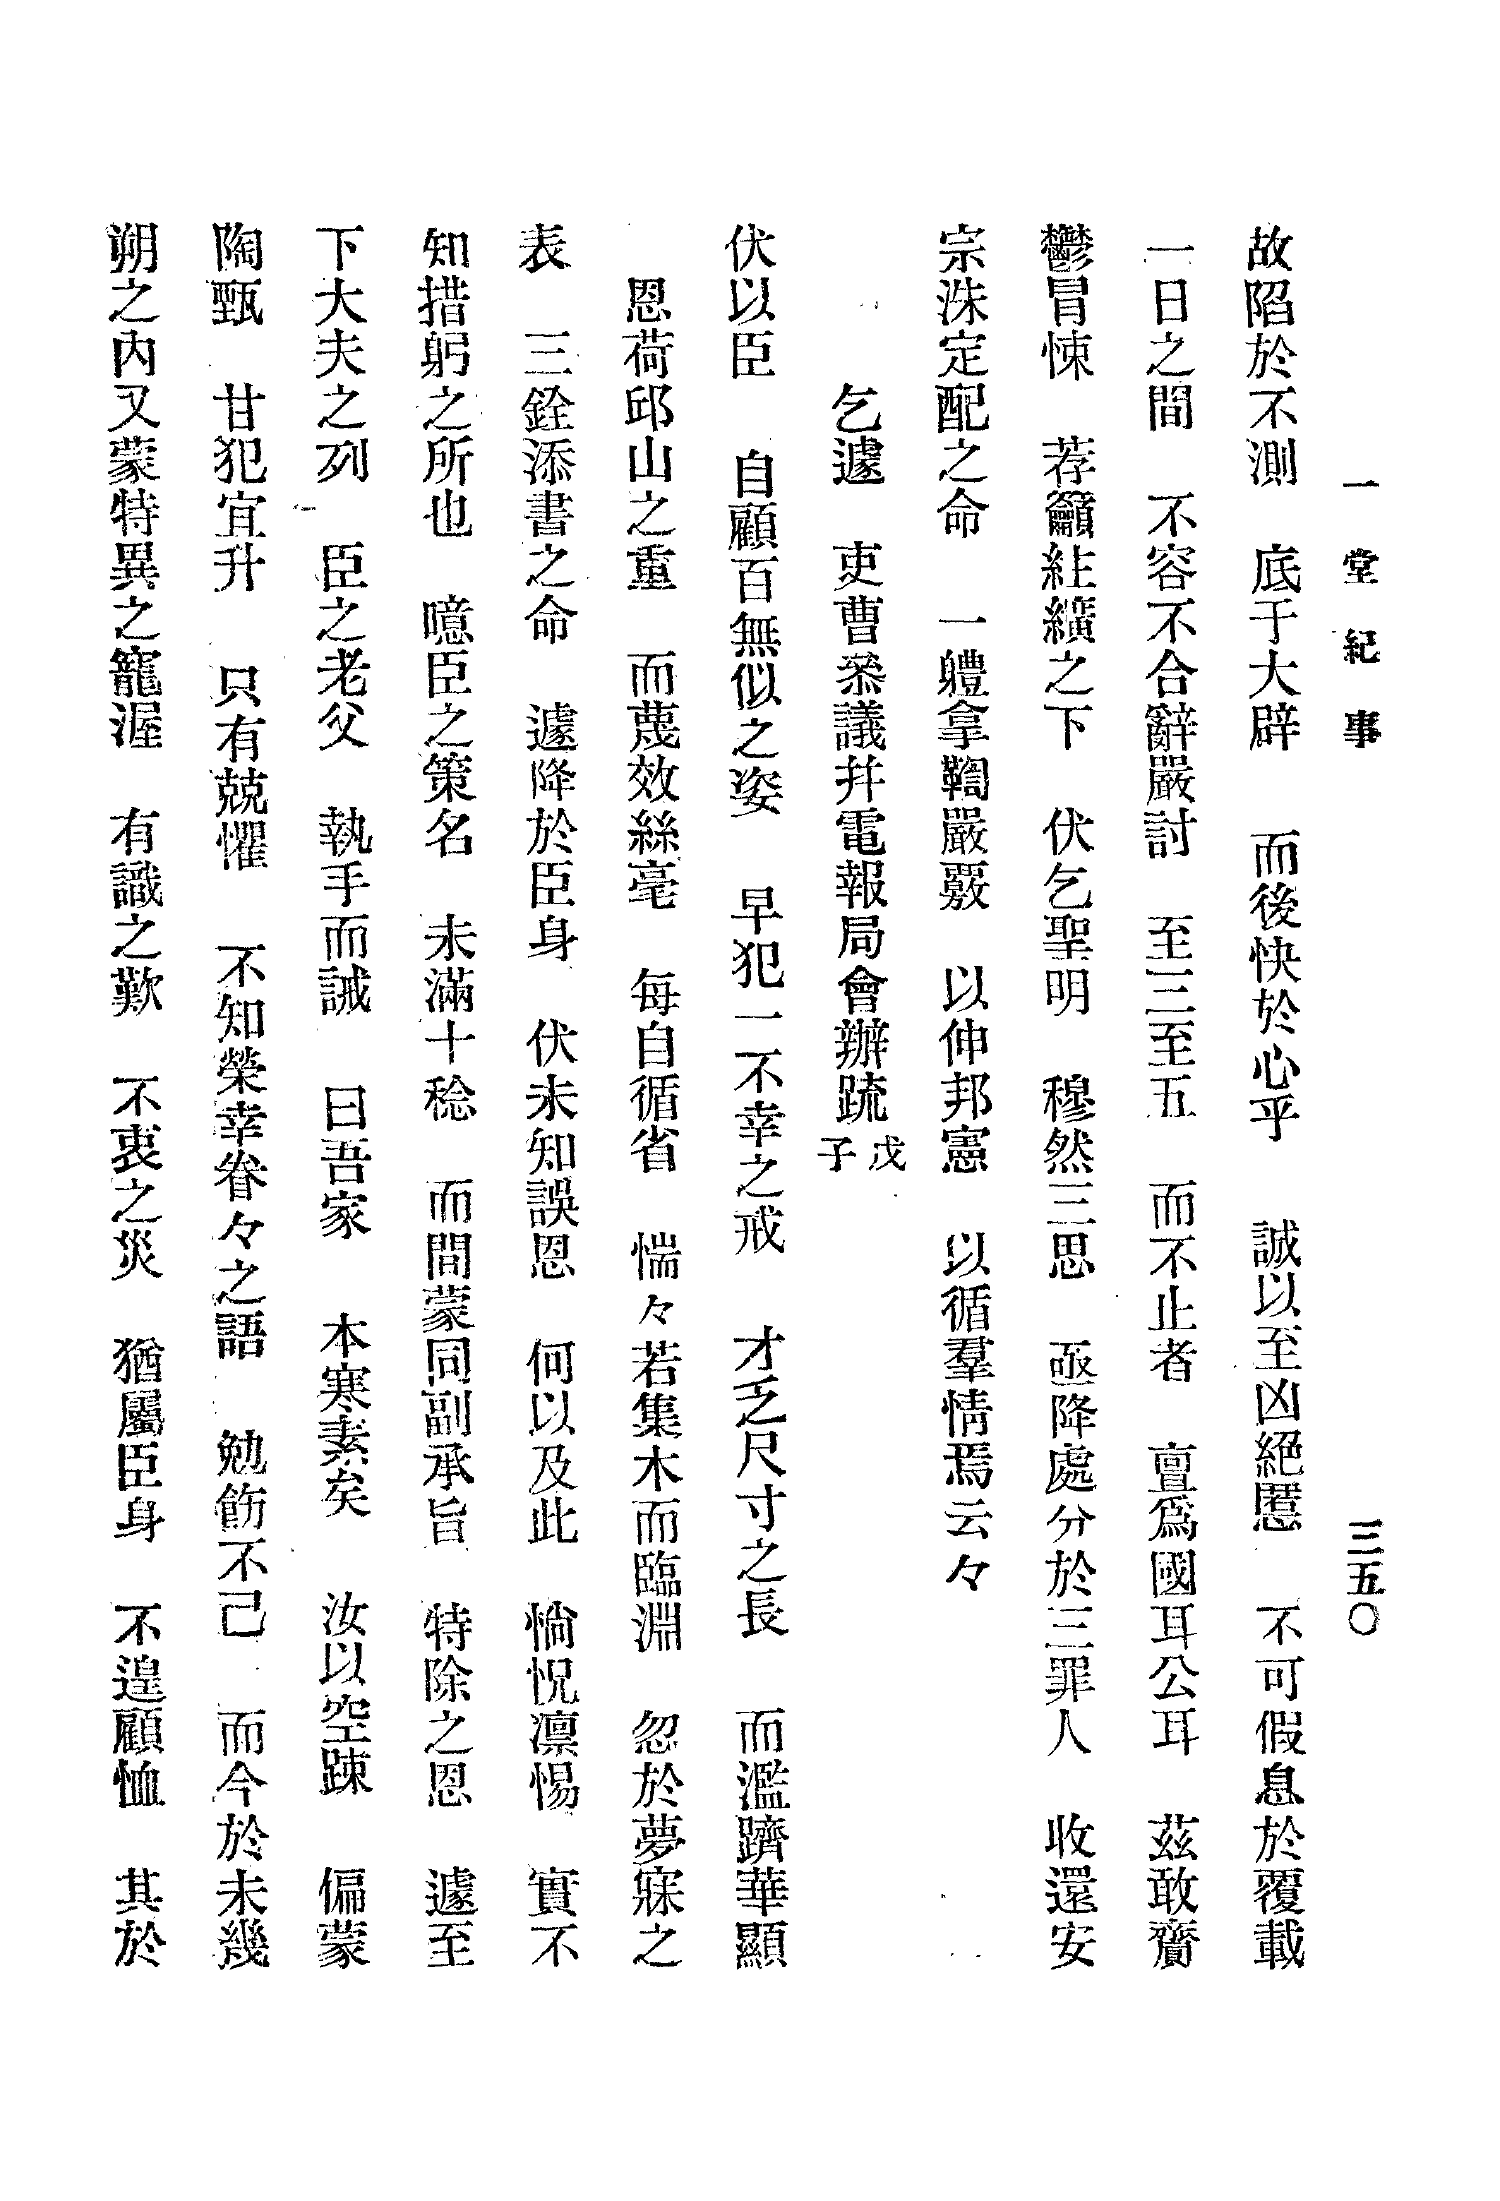 一堂紀事 三五〇
故陷於不測 底于大辟 而後快於心乎 誠以至凶絕慝 不可假息於覆載
一日之間 不容不合辭嚴討 至三至五 而不止者 亶爲國耳公耳 茲敢齎
鬱冒悚 荐籲紸纊之下 伏乞聖明 穆然三思 亟降處分於三罪人 收還安
宗洙定配之命 一軆拿鞫嚴覈 以伸邦憲 以循羣情焉云々
乞遽 吏曹叅議幷電報局會辦䟽 戊子
伏以臣 自顧百無似之姿 早犯一不幸之戒 才乏尺寸之長 而濫躋華顯
恩荷邱山之重 而蔑效絲毫 每自循省 惴々若集木而臨淵 忽於夢寐之
表 三銓添書之命 遽降於臣身 伏未知誤恩 何以及此 惝怳凛惕 實不
知措躬之所也 噫臣之策名 未滿十稔 而間蒙同副承旨 特除之恩 遽至
下大夫之列 臣之老父 執手而誡 曰吾家 本寒素矣 汝以空踈 偏蒙
陶甄 甘犯宜升 只有兢懼 不知榮幸眷々之語 勉飭不已 而今於未幾
朔之內又蒙特異之寵渥 有識之歎 不衷之災 猶屬臣身 不遑顧恤 其於